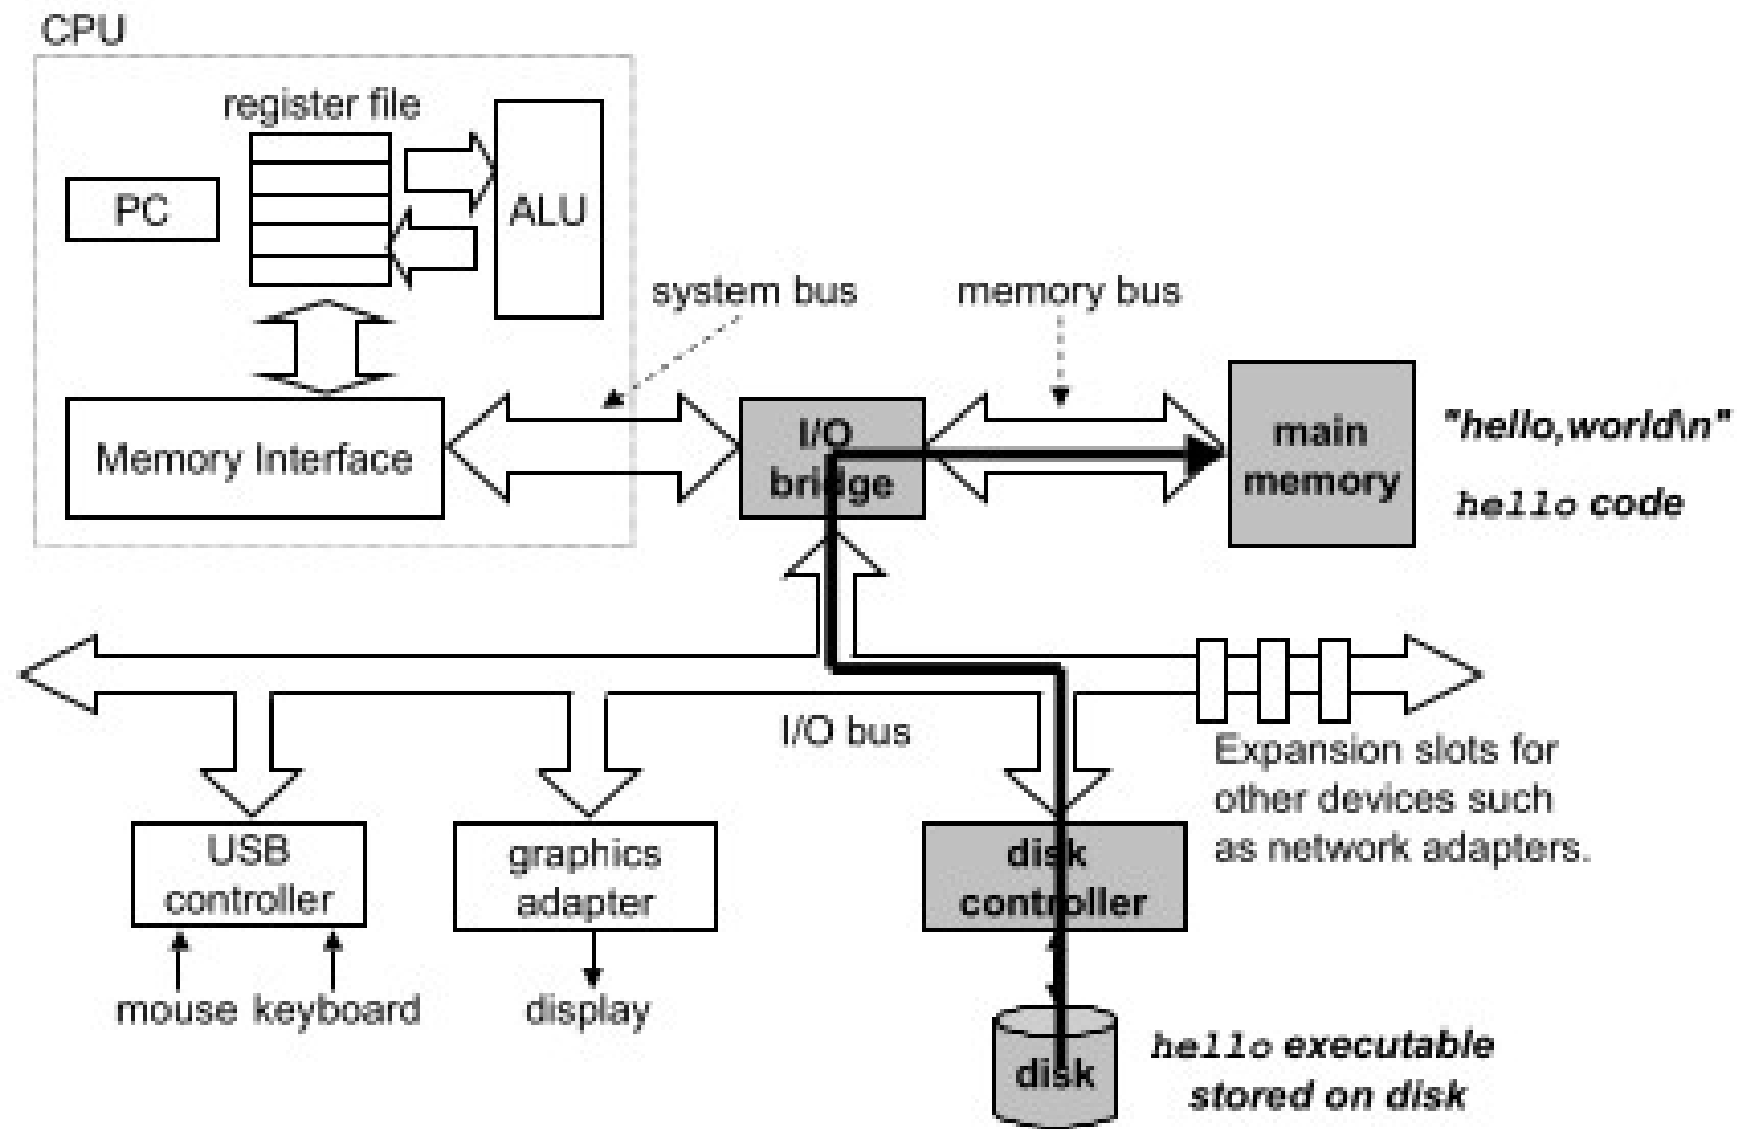 CPU
register file
PC
ALU
system bus
memory bus
Memory Interface
I/O
bridge
main
memory
"hello,world\n"
hello code
I/O bus
Expansion slots for
other devices such
as network adapters.
USB
controller
graphics
adapter
disk
controller
mouse keyboard
display
disk
hello executable
stored on disk